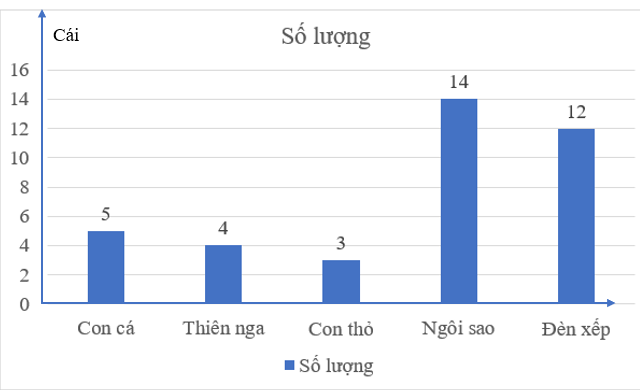 Cái
Số lượng
16
14
12
10
8
6
4
2
0
5
4
3
14
12
Con cá
Thiên nga
Con thỏ
Ngôi sao
Đèn xếp
Số lượng